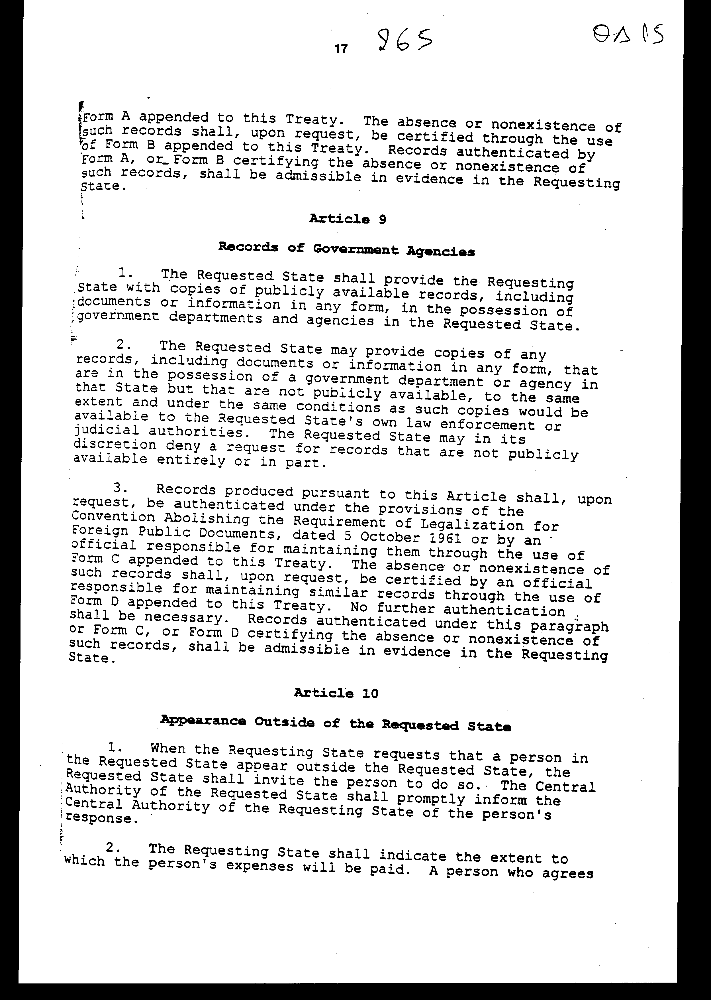 17 265 OA 15
Form A appended to this Treaty. The absence or nonexistence of
such records shall, upon request, be certified through the use
of Form B appended to this Treaty. Records authenticated by
Form A, or Form B certifying the absence or nonexistence of
such records, shall be admissible in evidence in the Requesting
State.
Article 9
Records of Government Agencies
1. The Requested State shall provide the Requesting
State with copies of publicly available records, including
documents or information in any form, in the possession of
government departments and agencies in the Requested State.
2. The Requested State may provide copies of any
records, including documents or information in any form, that
are in the possession of a government department or agency in
that State but that are not publicly available, to the same
extent and under the same conditions as such copies would be
available to the Requested State's own law enforcement or
judicial authorities. The Requested State may in its
discretion deny a request for records that are not publicly
available entirely or in part.
3. Records produced pursuant to this Article shall, upon
request, be authenticated under the provisions of the
Convention Abolishing the Requirement of Legalization for
Foreign Public Documents, dated 5 October 1961 or by an
official responsible for maintaining them through the use of
Form C appended to this Treaty. The absence or nonexistence of
such records shall, upon request, be certified by an official
responsible for maintaining similar records through the use of
Form D appended to this Treaty. No further authentication
shall be necessary. Records authenticated under this paragraph
or Form C, or Form D certifying the absence or nonexistence of
such records, shall be admissible in evidence in the Requesting
State.
Article 10
Appearance Outside of the Requested State
1. When the Requesting State requests that a person in
the Requested State appear outside the Requested State, the
Requested State shall invite the person to do so. The Central
Authority of the Requested State shall promptly inform the
Central Authority of the Requesting State of the person's
response.
2. The Requesting State shall indicate the extent to
which the person's expenses will be paid. A person who agrees